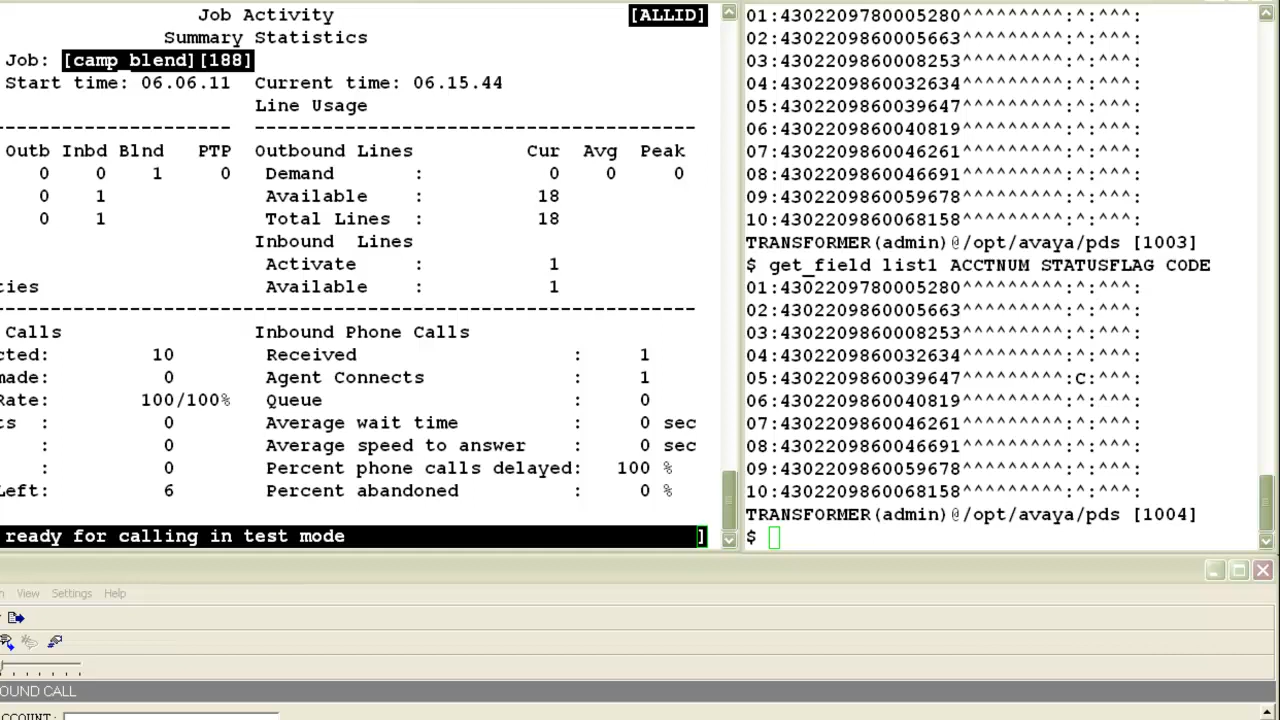 Job Activity [ALLID]
Summary Statistics
Job: [camp_blend][188]
Start time: 06.06.11 Current time: 06.15.44
Line Usage
-------------------- ----------------------------------------
Outb Inbd Blnd PTP Outbound Lines Cur Avg Peak
0 0 1 0 Demand : 0 0 0
0 1 Available : 18
0 1 Total Lines : 18
Inbound Lines
Activate : 1
ties Available : 1
---------------------------------------------------------------
Calls Inbound Phone Calls
cted: 10 Received : 1
made: 0 Agent Connects : 1
Rate: 100/100% Queue : 0
ts : 0 Average wait time : 0 sec
: 0 Average speed to answer : 0 sec
: 0 Percent phone calls delayed: 100 %
Left: 6 Percent abandoned : 0 %
ready for calling in test mode ]
01:4302209780005280^^^^^^^^^:^:^^^:
02:4302209860005663^^^^^^^^^:^:^^^:
03:4302209860008253^^^^^^^^^:^:^^^:
04:4302209860032634^^^^^^^^^:^:^^^:
05:4302209860039647^^^^^^^^^:^:^^^:
06:4302209860040819^^^^^^^^^:^:^^^:
07:4302209860046261^^^^^^^^^:^:^^^:
08:4302209860046691^^^^^^^^^:^:^^^:
09:4302209860059678^^^^^^^^^:^:^^^:
10:4302209860068158^^^^^^^^^:^:^^^:
TRANSFORMER(admin)@/opt/avaya/pds [1003]
$ get_field list1 ACCTNUM STATUSFLAG CODE
01:4302209780005280^^^^^^^^^:^:^^^:
02:4302209860005663^^^^^^^^^:^:^^^:
03:4302209860008253^^^^^^^^^:^:^^^:
04:4302209860032634^^^^^^^^^:^:^^^:
05:4302209860039647^^^^^^^^^:C:^^^:
06:4302209860040819^^^^^^^^^:^:^^^:
07:4302209860046261^^^^^^^^^:^:^^^:
08:4302209860046691^^^^^^^^^:^:^^^:
09:4302209860059678^^^^^^^^^:^:^^^:
10:4302209860068158^^^^^^^^^:^:^^^:
TRANSFORMER(admin)@/opt/avaya/pds [1004]
$
View Settings Help
OUND CALL
CCOUNT: